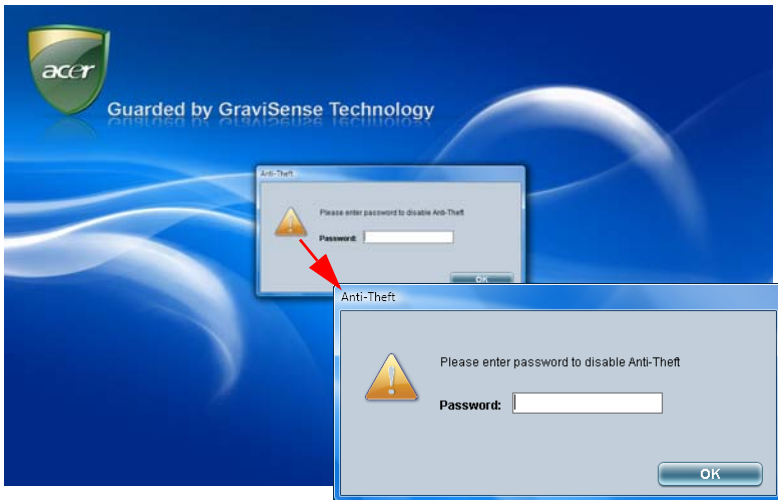 acer
Guarded by GraviSense Technology
Anti-Theft
Please enter password to disable Anti-Theft
Password:
OK
Anti-Theft
Please enter password to disable Anti-Theft
Password:
OK